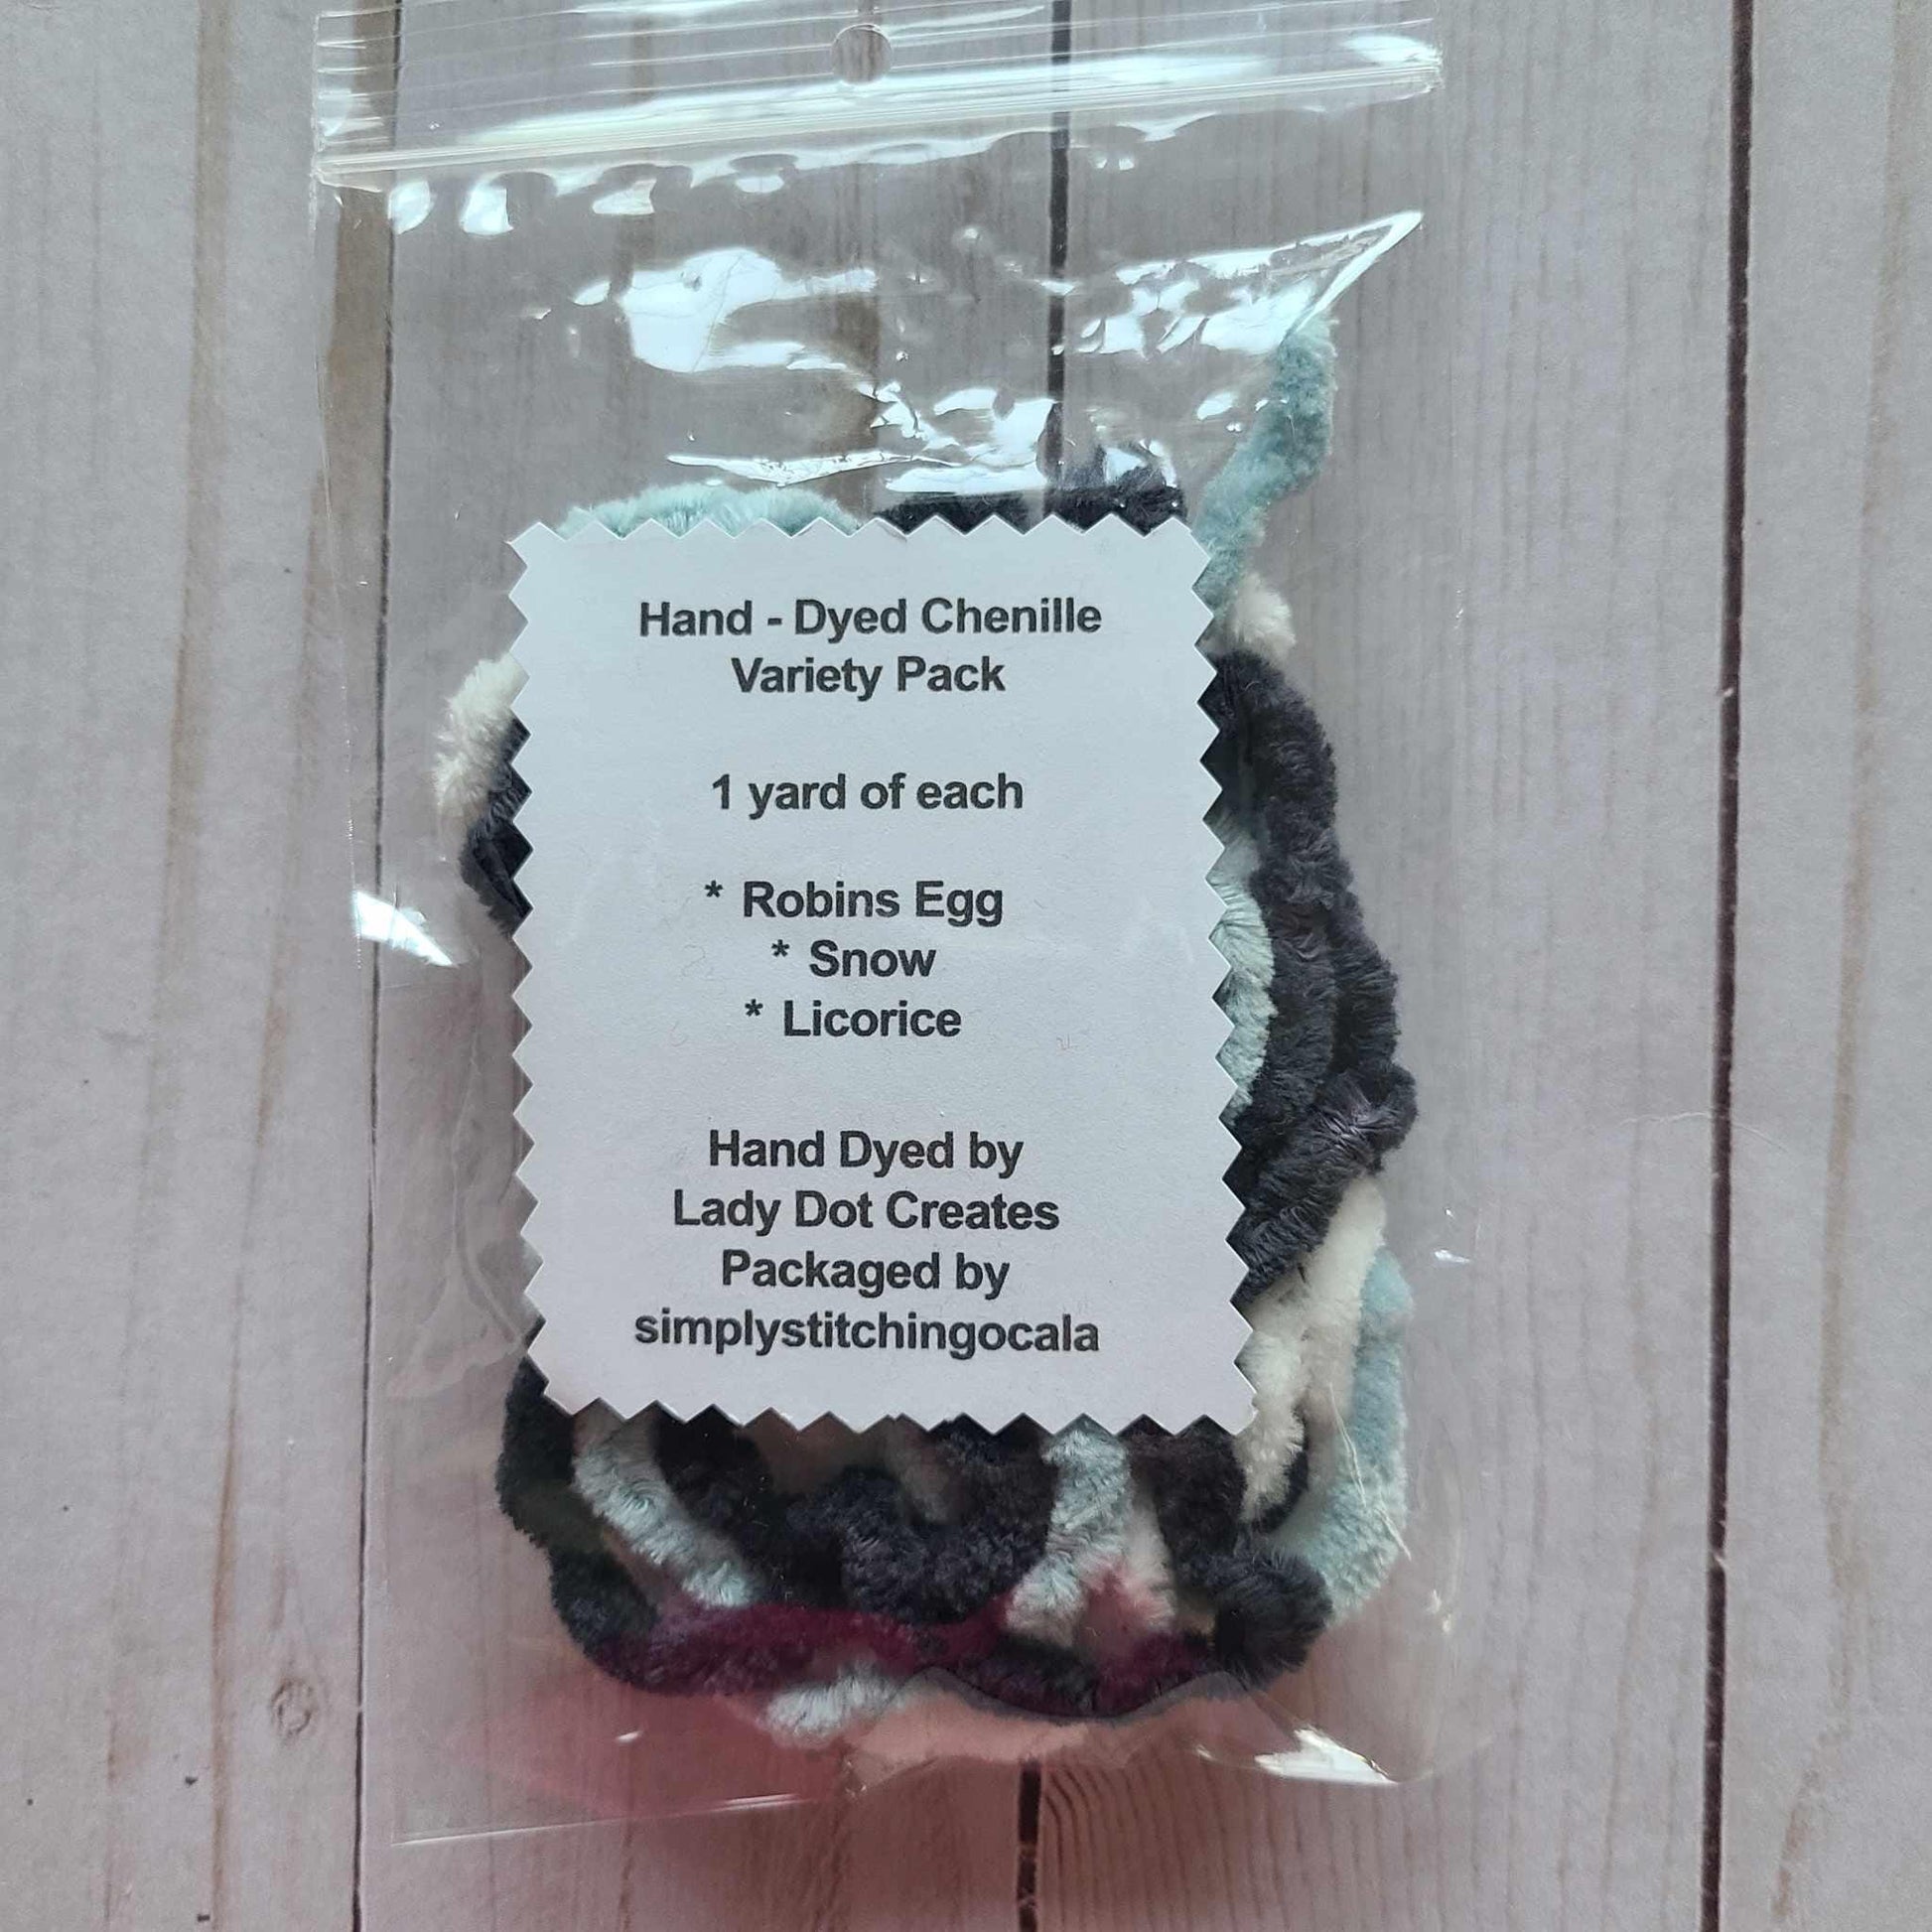 Hand - Dyed Chenille
Variety Pack
1 yard of each
* Robins Egg
* Snow
* Licorice
Hand Dyed by
Lady Dot Creates
Packaged by
simplystitchingocala